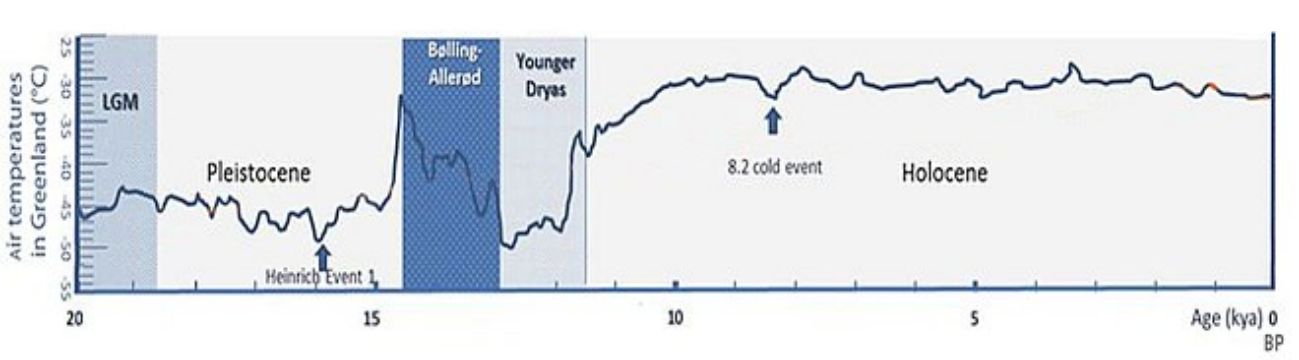 Air temperatures
in Greenland (°C)
25
-30
-35
-40
-45
-50
-55
LGM
Pleistocene
Heinrich Event 1
Bølling-
Allerød
Younger
Dryas
8.2 cold event
Holocene
20
15
10
5
Age (kya) 0
BP